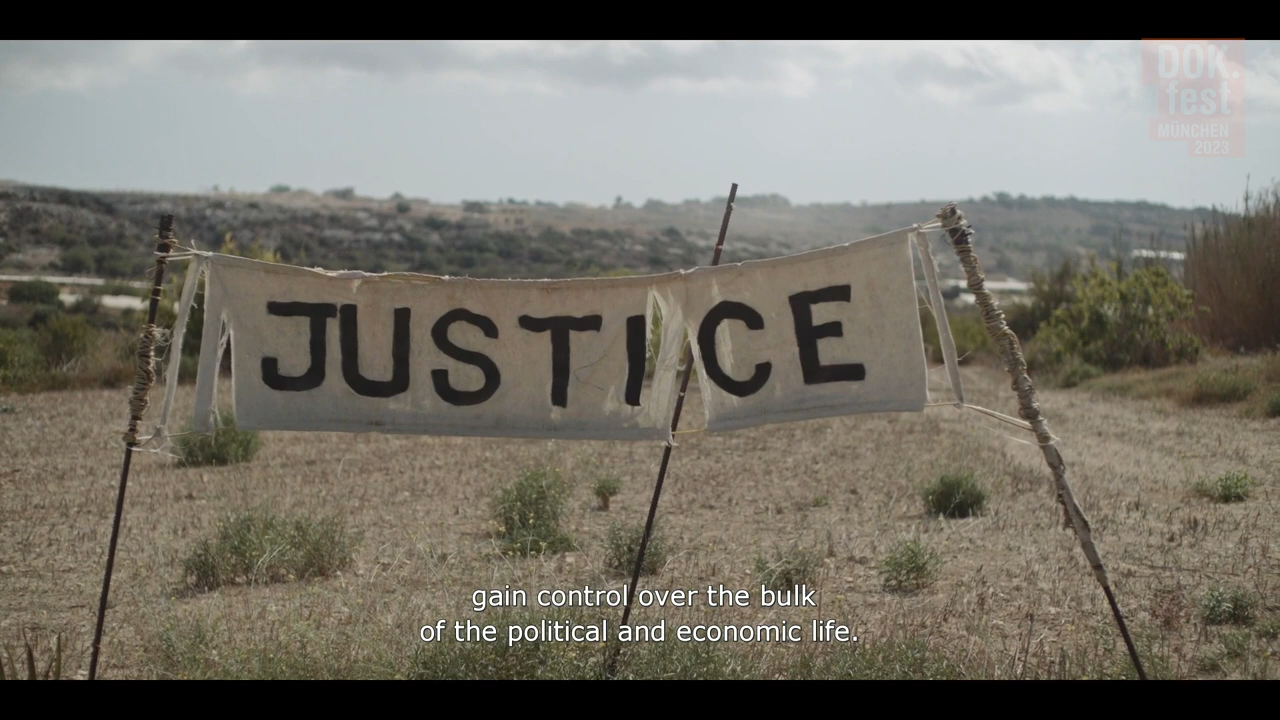 DOK.
fest
MÜNCHEN
2023
JUSTICE
gain control over the bulk
of the political and economic life.